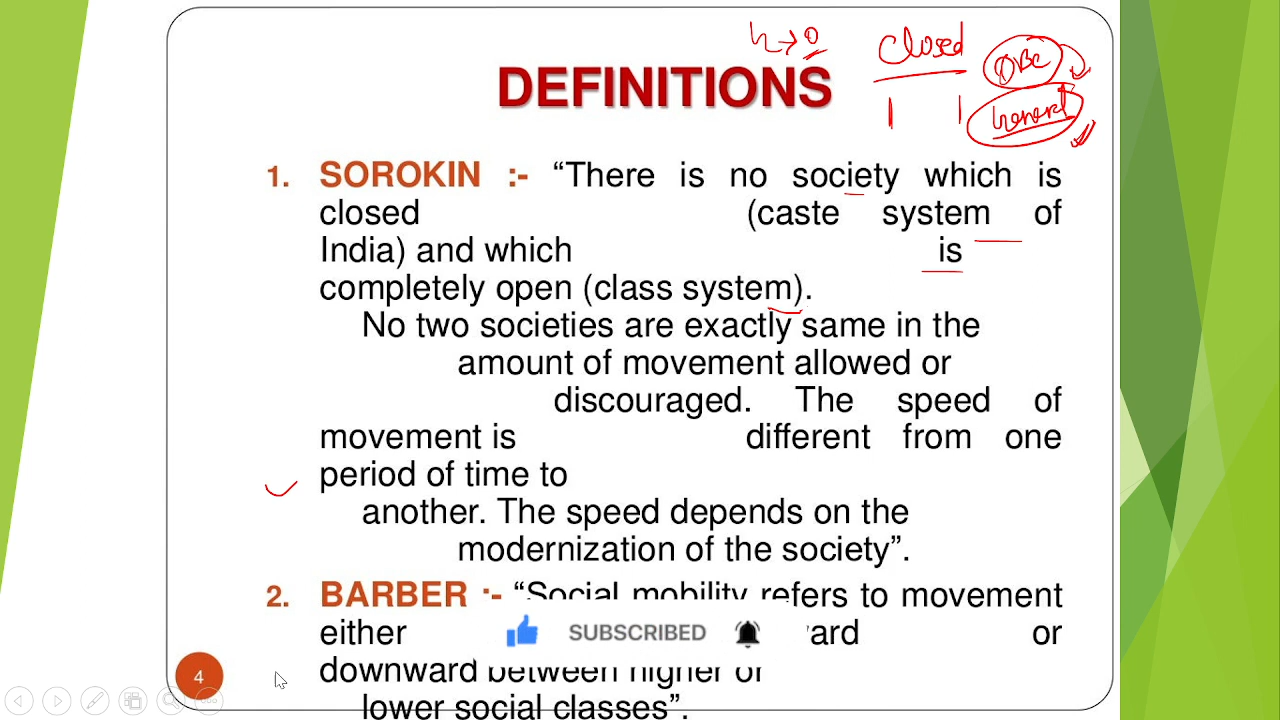 h→0
closed
OBC
General
DEFINITIONS
1. SOROKIN :- “There is no society which is
closed (caste system of
India) and which is
completely open (class system).
No two societies are exactly same in the
amount of movement allowed or
discouraged. The speed of
movement is different from one
period of time to
another. The speed depends on the
modernization of the society”.
2. BARBER :- “Social mobility refers to movement
either ward or
SUBSCRIBED
downward between higher or
lower social classes”.
4